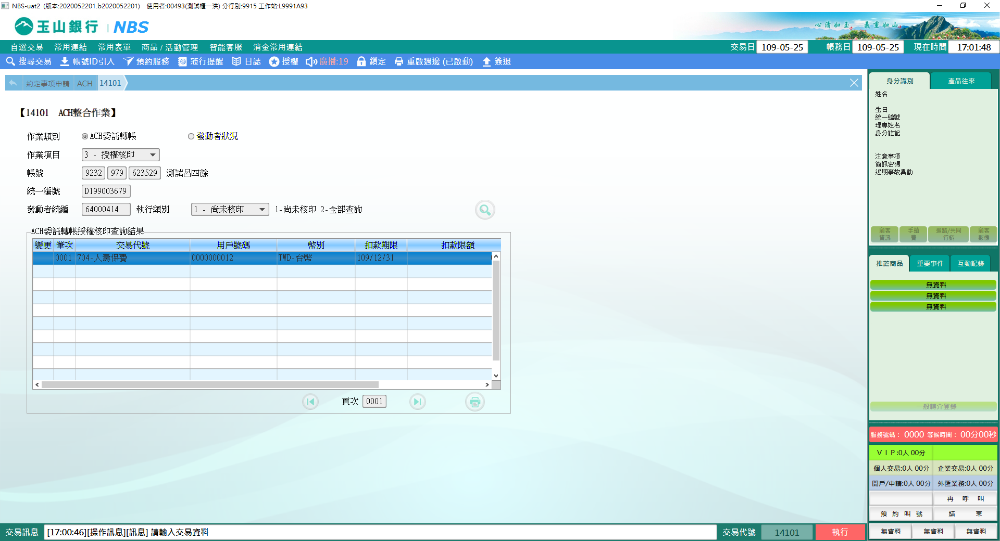 NBS-uat2 (版本:2020052201.b2020052201) 使用者:00493(測試櫃一洪) 分行別:9915 工作站:L9991A93
玉山銀行 | NBS
心清如玉。 義重如山。
自選交易 常用連結 常用表單 商品 / 活動管理 智能客服 消金常用連結 交易日 109-05-25 帳務日 109-05-25 現在時間 17:01:48
搜尋交易 帳號ID引入 預約服務 蒞行提醒 日誌 授權 廣播:19 鎖定 重啟週邊 (已啟動) 簽退
約定事項申請 ACH 14101
【14101 ACH整合作業】
作業類別 ACH委託轉帳 發動者狀況
作業項目 3 - 授權核印
帳號 9232 979 623529 測試呂四餘
統一編號 D199003679
發動者統編 64000414 執行類別 1 - 尚未核印 1-尚未核印 2-全部查詢
ACH委託轉帳授權核印查詢結果
變更 筆次 交易代號 用戶號碼 幣別 扣款期限 扣款限額
0001 704-人壽保費 0000000012 TWD-台幣 109/12/31
頁次 0001
身分識別 產品往來
姓名
生日
統一編號
理專姓名
身分註記
注意事項
簡訊密碼
近期事故異動
顧客資訊 手續費 通路/共同行銷 顧客影像
推薦商品 重要事件 互動記錄
無資料
無資料
無資料
一般轉介登錄
服務號碼： 0000 等候時間： 00分00秒
ＶＩＰ:0人 00分
個人交易:0人 00分 企業交易:0人 00分
開戶/申請:0人 00分 外匯業務:0人 00分
再 呼 叫
預 約 叫 號 結 束
無資料 無資料 無資料
交易訊息 [17:00:46][操作訊息][訊息] 請輸入交易資料 交易代號 14101 執行